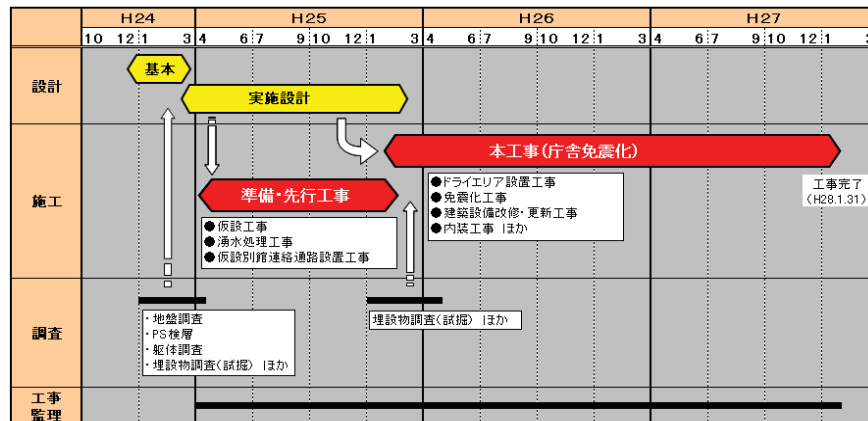 H24 H25 H26 H27
10 12 1 3 4 6 7 9 10 12 1 3 4 6 7 9 10 12 1 3 4 6 7 9 10 12 1 3
設計
基本
実施設計
施工
本工事(庁舎免震化)
準備・先行工事
●ドライエリア設置工事
●免震化工事
●建築設備改修・更新工事
●内装工事 ほか
工事完了
(H28.1.31)
●仮設工事
●湧水処理工事
●仮設別館連絡通路設置工事
調査
・地盤調査
・PS検層
・躯体調査
・埋設物調査(試掘) ほか
埋設物調査(試掘) ほか
工事
監理